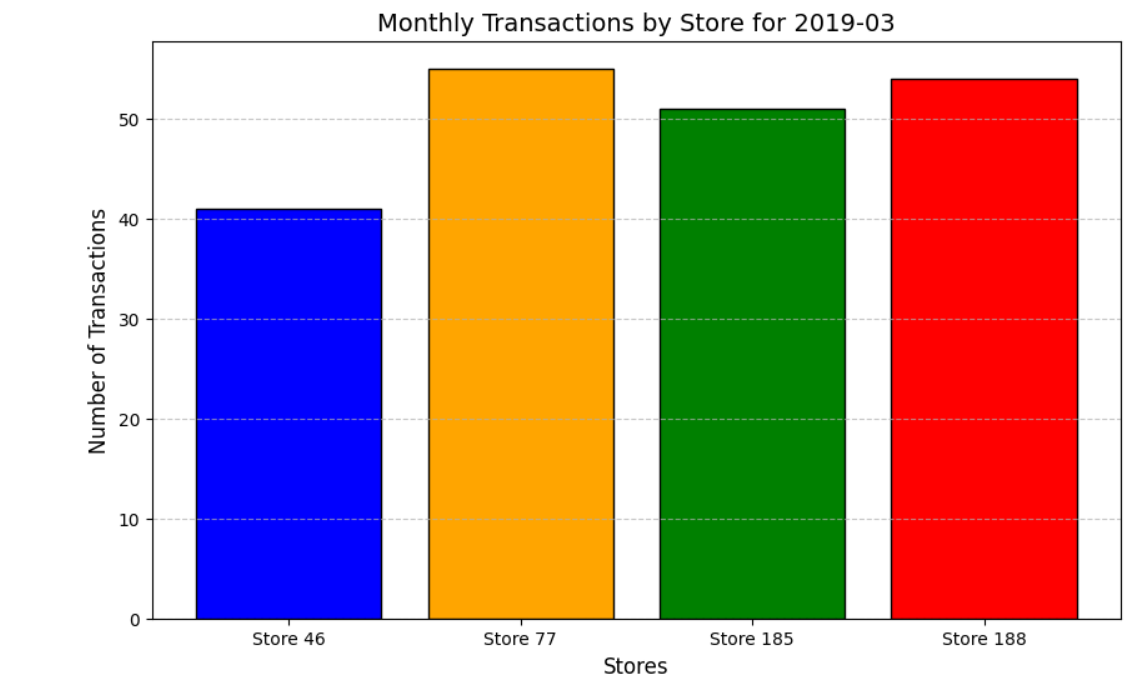 Monthly Transactions by Store for 2019-03
Number of Transactions
50
40
30
20
10
0
Store 46 Store 77 Store 185 Store 188
Stores